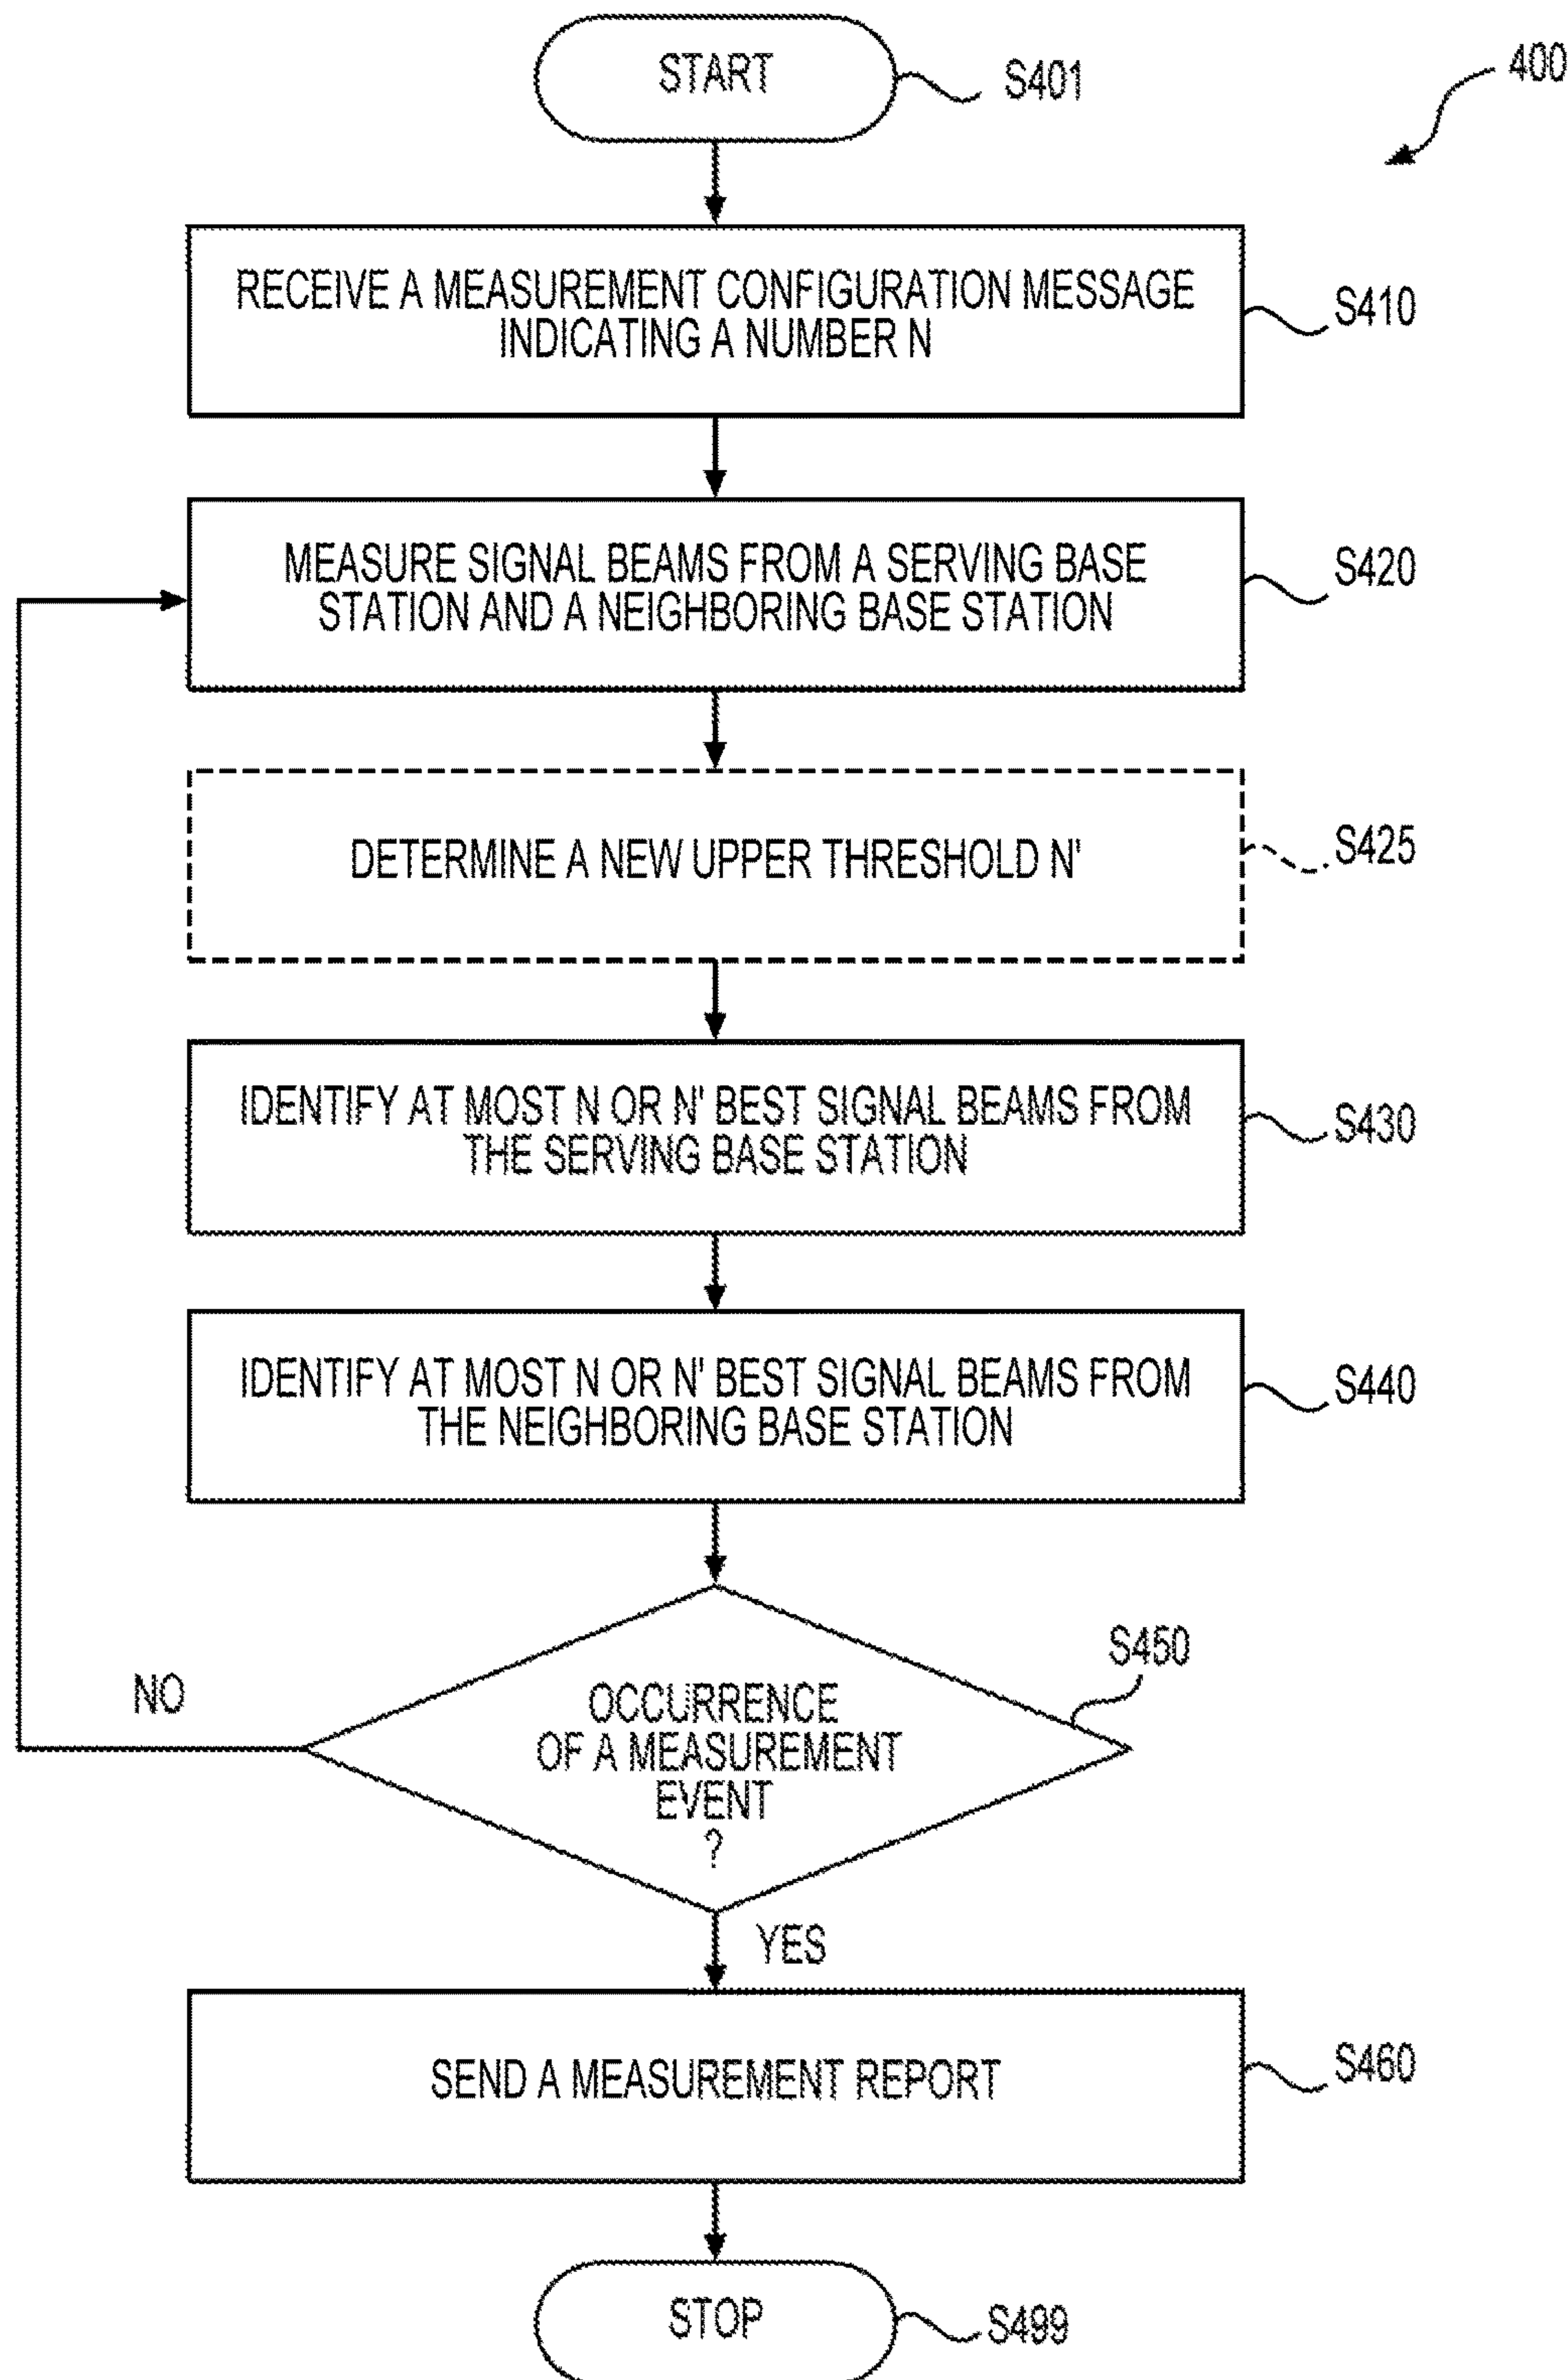 START
S401
400
RECEIVE A MEASUREMENT CONFIGURATION MESSAGE
INDICATING A NUMBER N
S410
MEASURE SIGNAL BEAMS FROM A SERVING BASE
STATION AND A NEIGHBORING BASE STATION
S420
DETERMINE A NEW UPPER THRESHOLD N'
S425
IDENTIFY AT MOST N OR N' BEST SIGNAL BEAMS FROM
THE SERVING BASE STATION
S430
IDENTIFY AT MOST N OR N' BEST SIGNAL BEAMS FROM
THE NEIGHBORING BASE STATION
S440
S450
NO
OCCURRENCE
OF A MEASUREMENT
EVENT
?
YES
SEND A MEASUREMENT REPORT
S460
STOP
S499